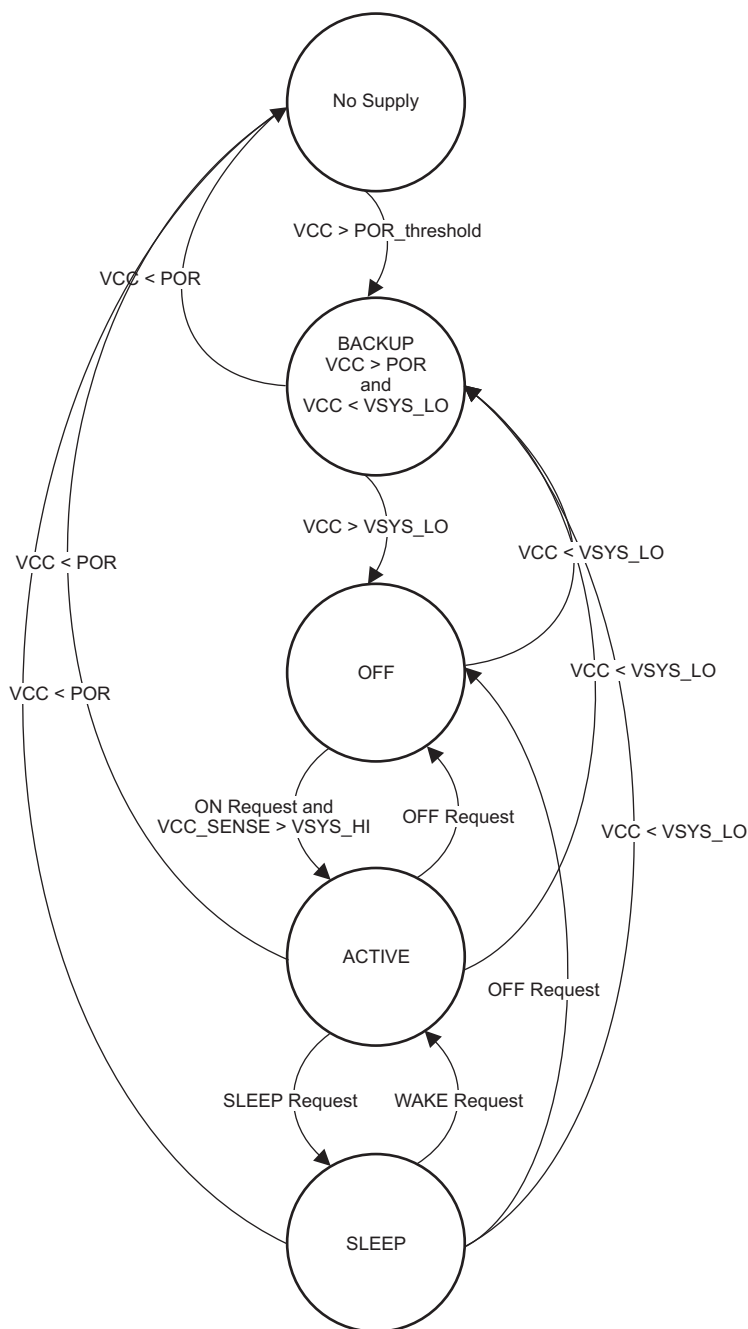 No Supply
VCC > POR_threshold
VCC < POR
BACKUP
VCC > POR
and
VCC < VSYS_LO
VCC > VSYS_LO
VCC < VSYS_LO
VCC < POR
OFF
VCC < VSYS_LO
VCC < POR
ON Request and
VCC_SENSE > VSYS_HI
OFF Request
VCC < VSYS_LO
ACTIVE
OFF Request
SLEEP Request
WAKE Request
SLEEP